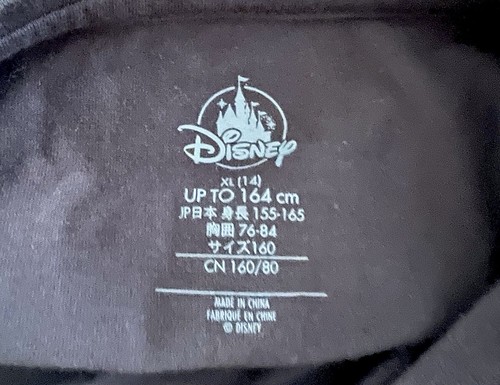 Disney
XL (14)
UP TO 164 cm
JP日本 身長 155-165
胸囲 76-84
サイズ160
CN 160/80
MADE IN CHINA
FABRIQUÉ EN CHINE
© DISNEY